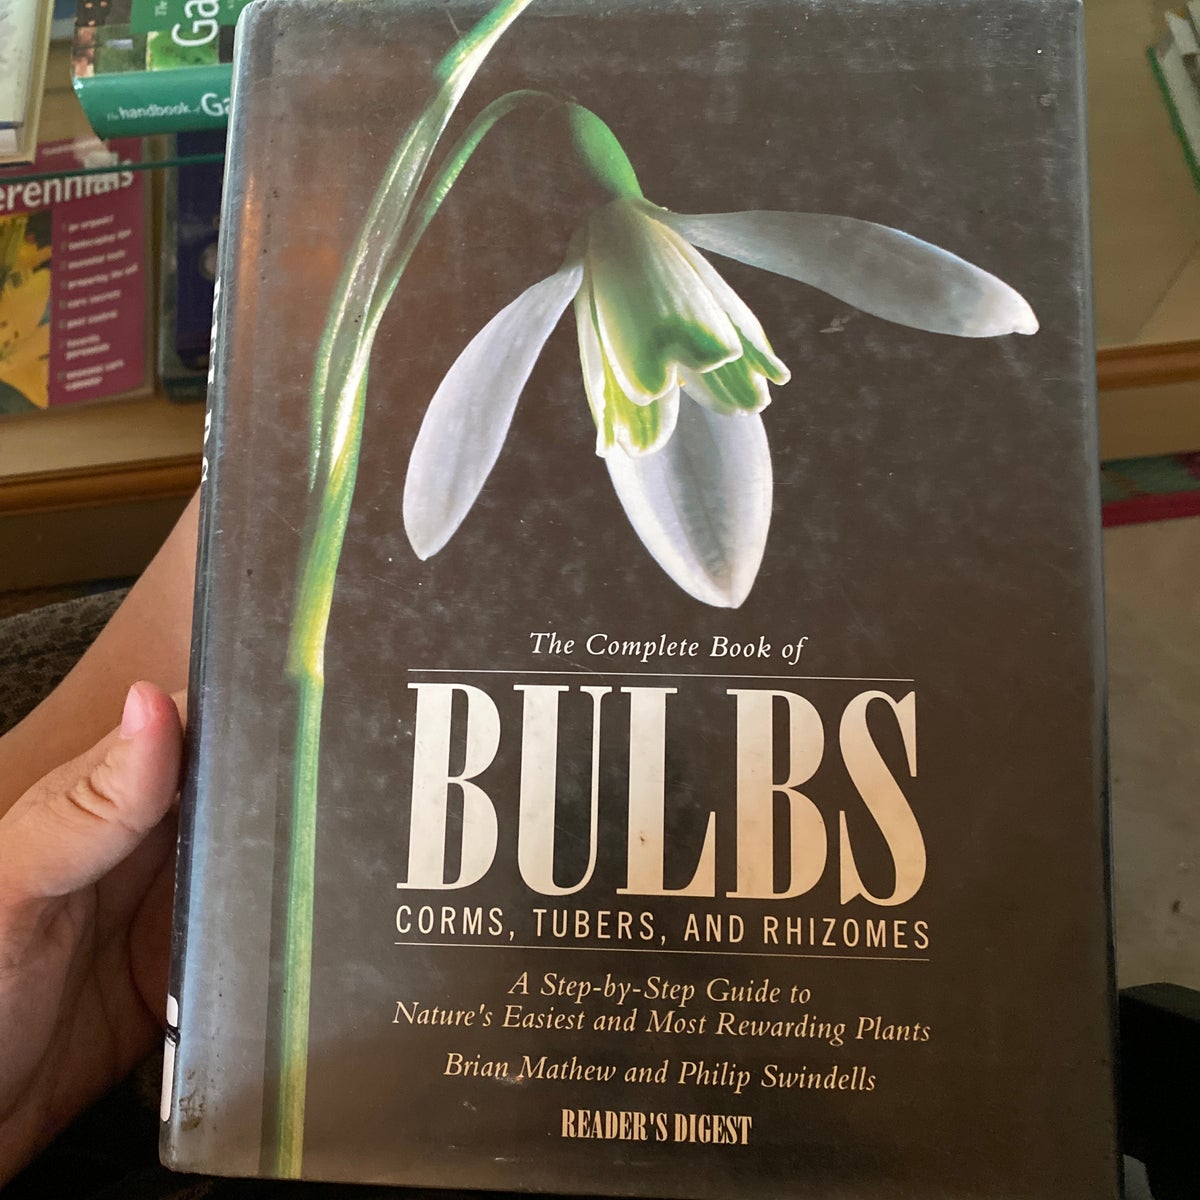 The Complete Book of
BULBS
CORMS, TUBERS, AND RHIZOMES
A Step-by-Step Guide to
Nature's Easiest and Most Rewarding Plants
Brian Mathew and Philip Swindells
READER'S DIGEST
Ga
The handbook of Ga
erennials